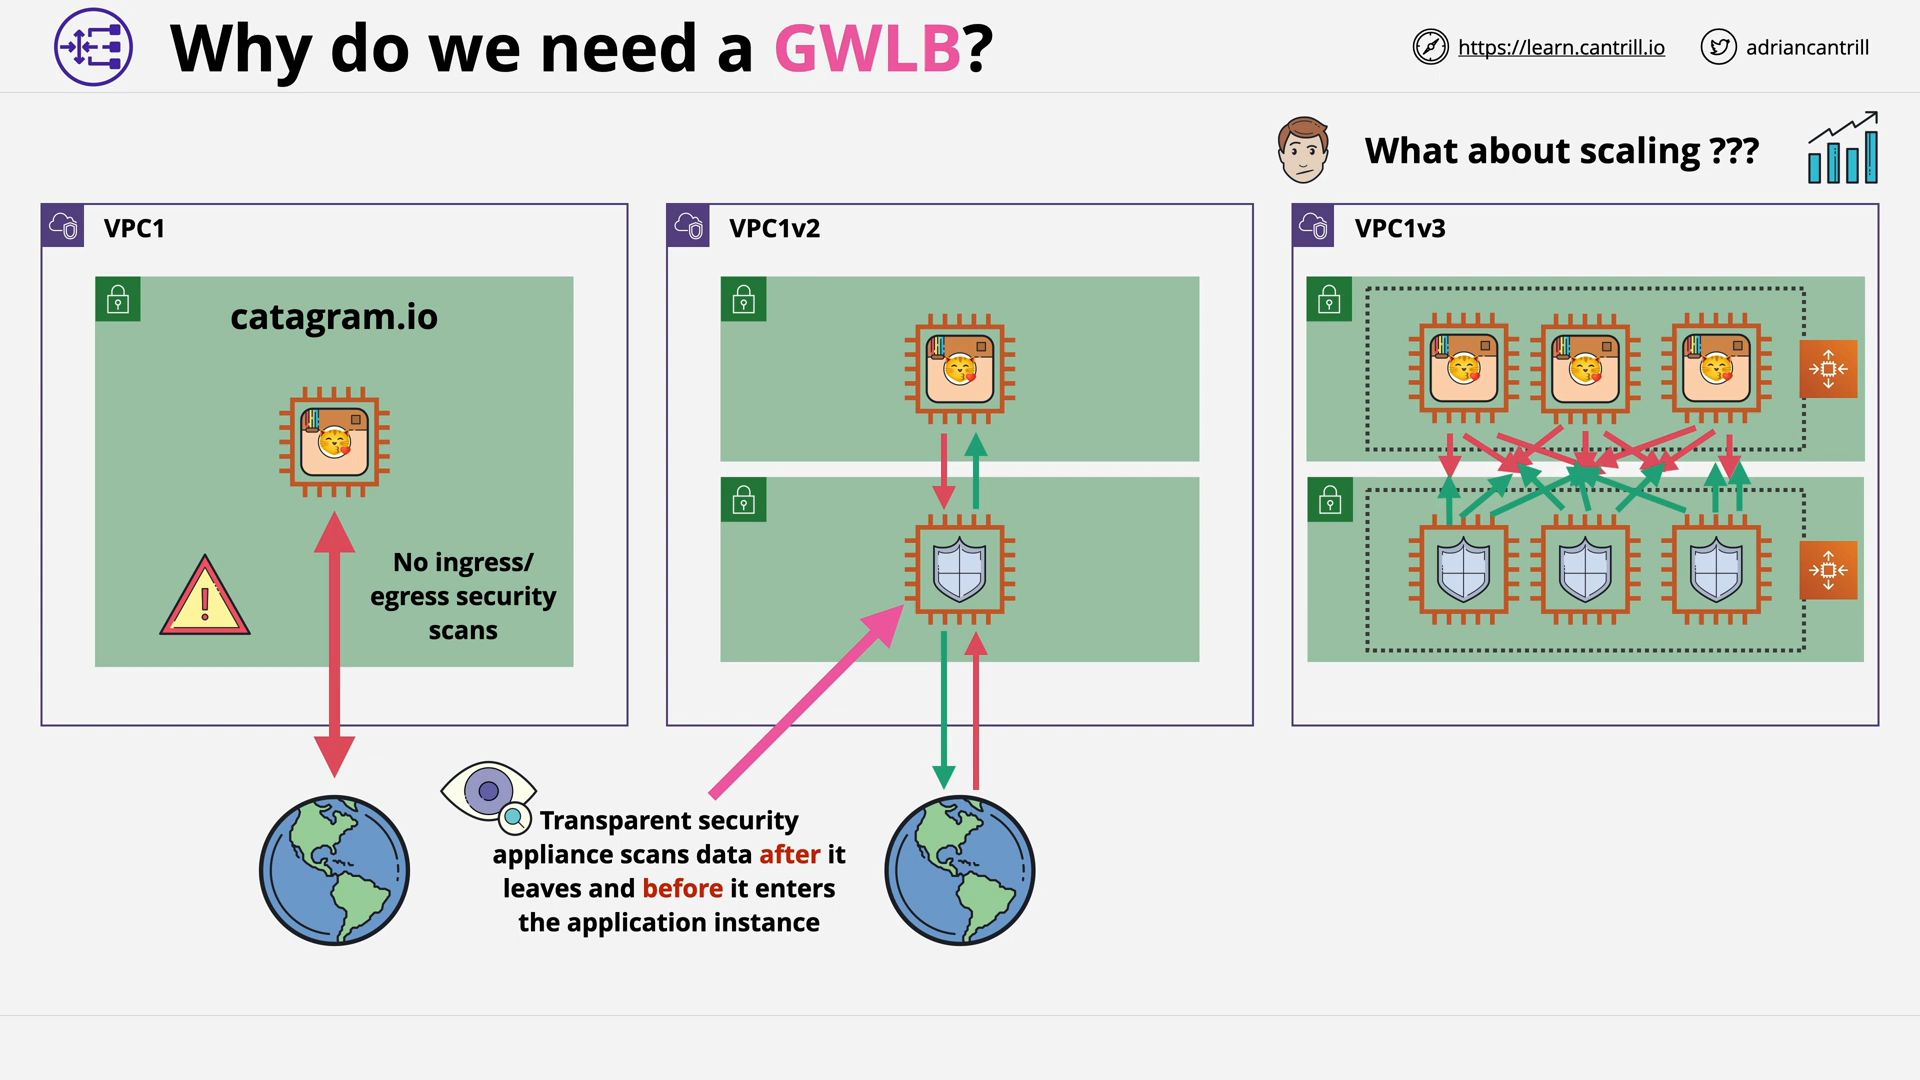 Why do we need a GWLB?
https://learn.cantrill.io
adriancantrill
What about scaling ???
VPC1
catagram.io
No ingress/
egress security
scans
VPC1v2
Transparent security
appliance scans data after it
leaves and before it enters
the application instance
VPC1v3